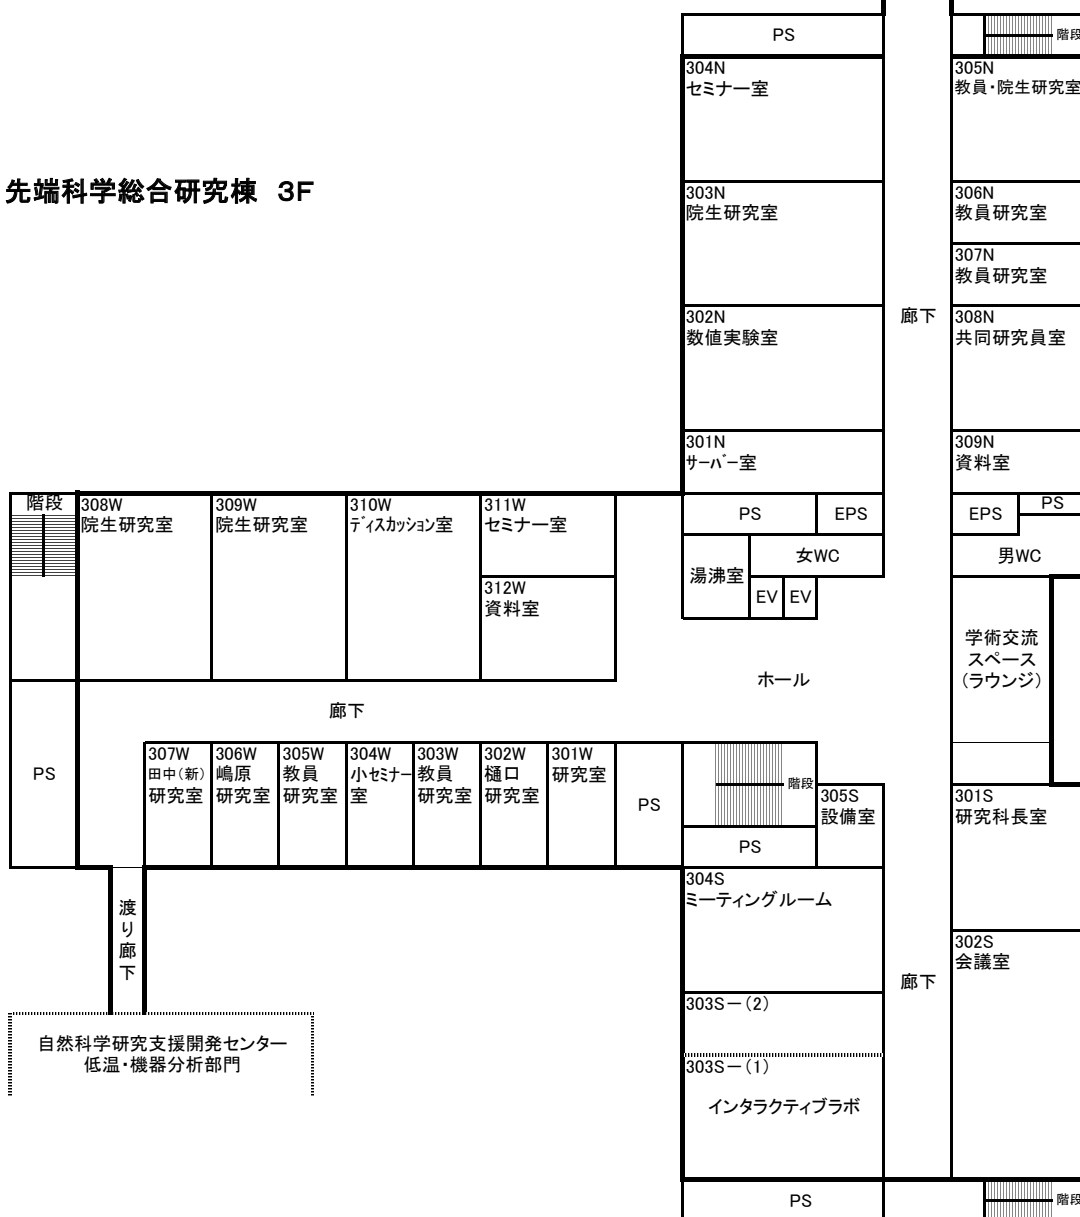 PS
階段
304N
セミナー室
305N
教員・院生研究室
先端科学総合研究棟　３Ｆ
303N
院生研究室
306N
教員研究室
307N
教員研究室
302N
数値実験室
廊下
308N
共同研究員室
301N
サーバー室
309N
資料室
階段
308W
院生研究室
309W
院生研究室
310W
ディスカッション室
311W
セミナー室
PS
EPS
EPS
PS
女WC
男WC
湯沸室
EV
EV
312W
資料室
学術交流
スペース
（ラウンジ）
ホール
廊下
PS
307W
田中（新）
研究室
306W
嶋原
研究室
305W
教員
研究室
304W
小セミナー
室
303W
教員
研究室
302W
樋口
研究室
301W
研究室
PS
階段
PS
305S
設備室
301S
研究科長室
304S
ミーティングルーム
渡り廊下
302S
会議室
廊下
303S－（2）
自然科学研究支援開発センター
低温・機器分析部門
303S－（1）
インタラクティブラボ
PS
階段